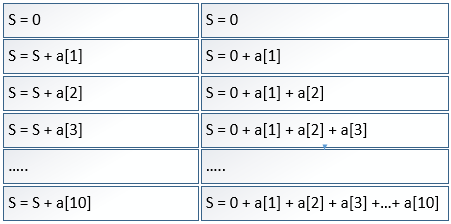 S = 0 S = 0
S = S + a[1] S = 0 + a[1]
S = S + a[2] S = 0 + a[1] + a[2]
S = S + a[3] S = 0 + a[1] + a[2] + a[3]
..... .....
S = S + a[10] S = 0 + a[1] + a[2] + a[3] +...+ a[10]